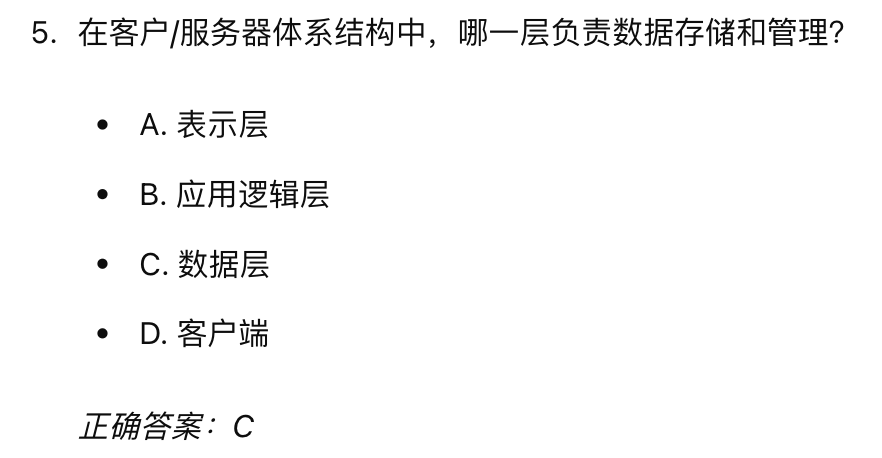 5. 在客户/服务器体系结构中，哪一层负责数据存储和管理?
• A. 表示层
• B. 应用逻辑层
• C. 数据层
• D. 客户端
正确答案：C